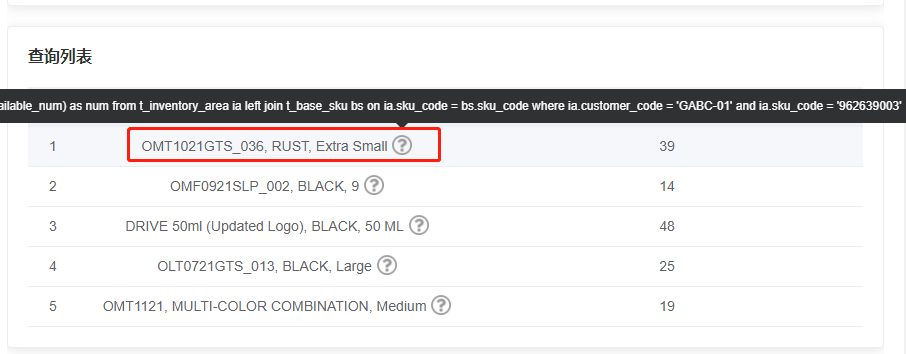 查询列表
ailable_num) as num from t_inventory_area ia left join t_base_sku bs on ia.sku_code = bs.sku_code where ia.customer_code = 'GABC-01' and ia.sku_code = '962639003'
1 OMT1021GTS_036, RUST, Extra Small ? 39
2 OMF0921SLP_002, BLACK, 9 ? 14
3 DRIVE 50ml (Updated Logo), BLACK, 50 ML ? 48
4 OLT0721GTS_013, BLACK, Large ? 25
5 OMT1121, MULTI-COLOR COMBINATION, Medium ? 19